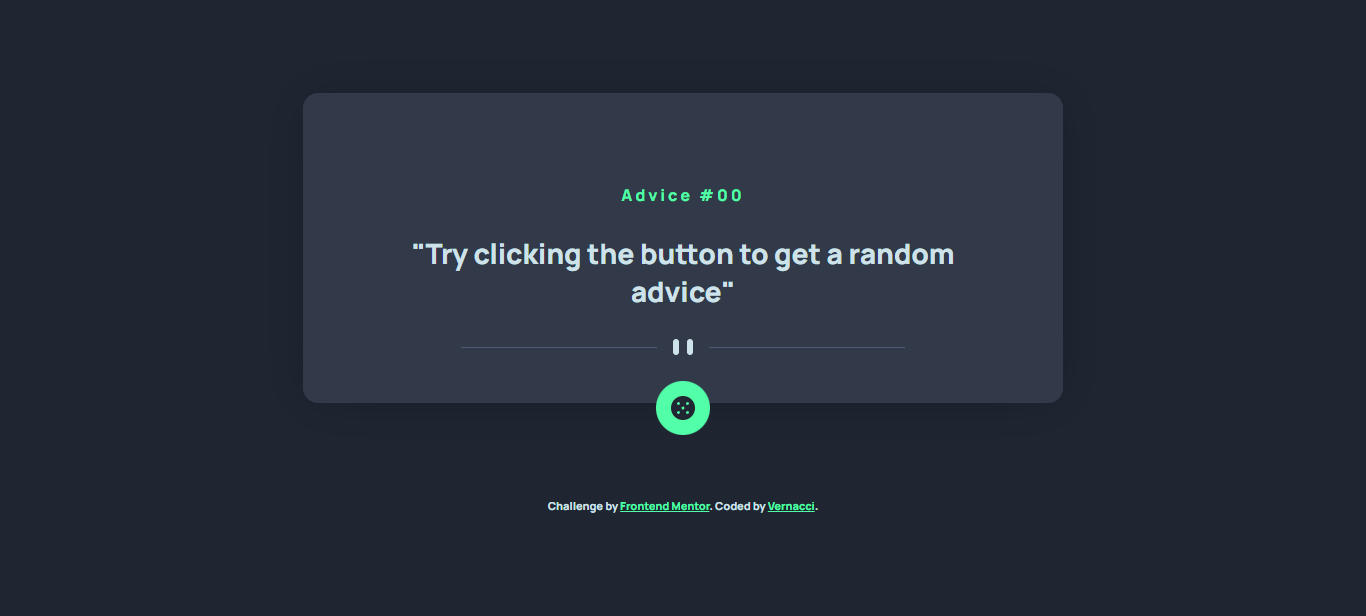 Advice #00
"Try clicking the button to get a random
advice"
Challenge by Frontend Mentor. Coded by Vernacci.